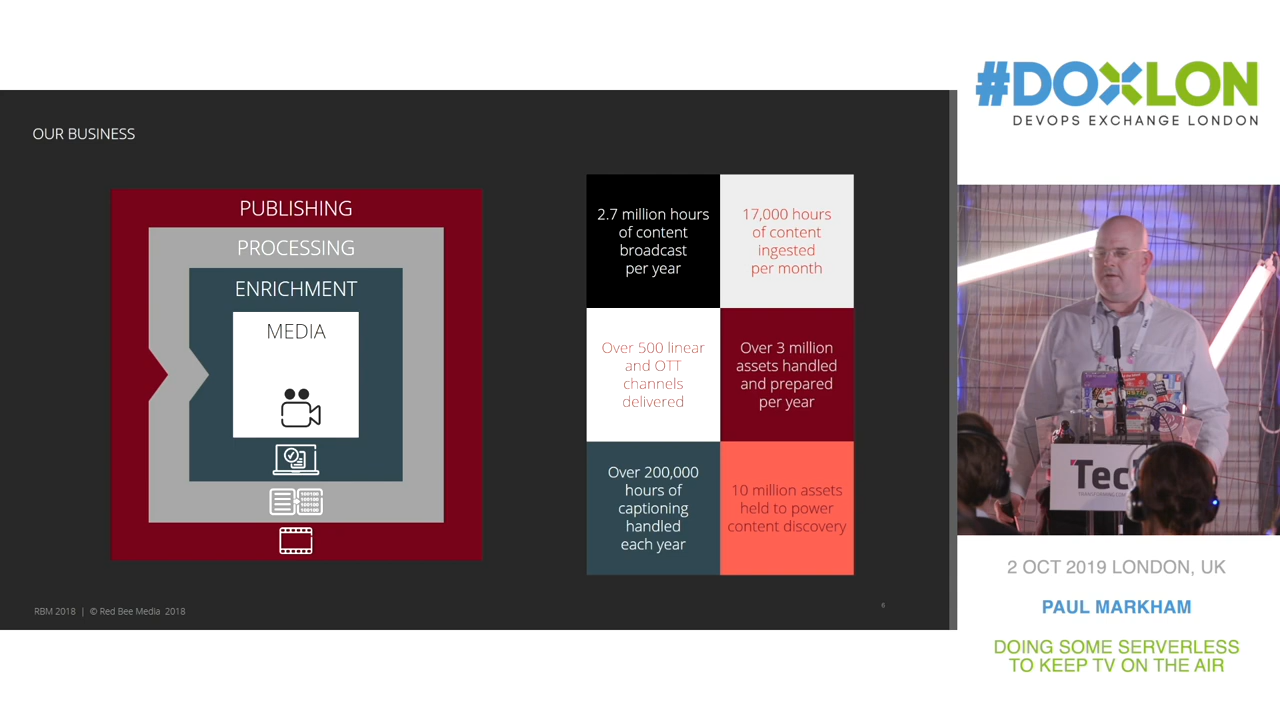 OUR BUSINESS
PUBLISHING
PROCESSING
ENRICHMENT
MEDIA
2.7 million hours
of content
broadcast
per year
17,000 hours
of content
ingested
per month
Over 500 linear
and OTT
channels
delivered
Over 3 million
assets handled
and prepared
per year
Over 200,000
hours of
captioning
handled
each year
10 million assets
held to power
content discovery
RBM 2018 | © Red Bee Media 2018
6
#DOXLON
DEVOPS EXCHANGE LONDON
Tec
2 OCT 2019 LONDON, UK
PAUL MARKHAM
DOING SOME SERVERLESS
TO KEEP TV ON THE AIR